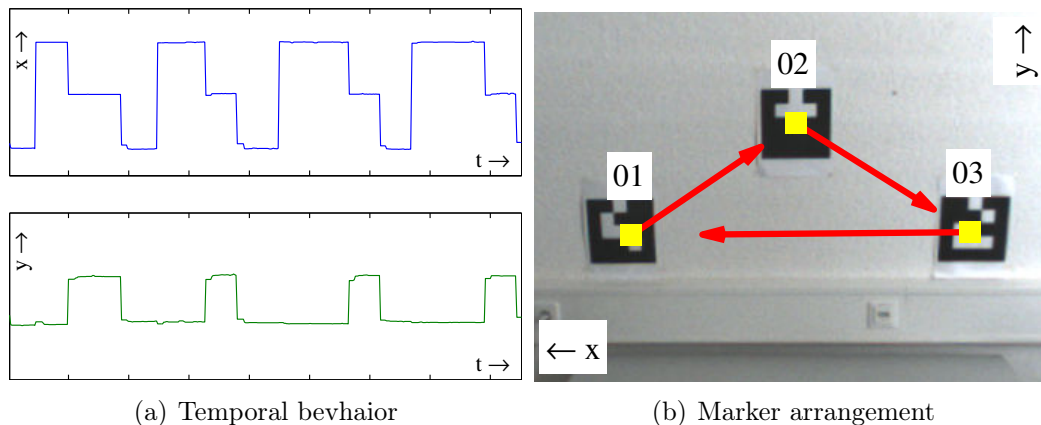 x →
t →
y →
t →
(a) Temporal bevhaior
02
y →
01
03
← x
(b) Marker arrangement